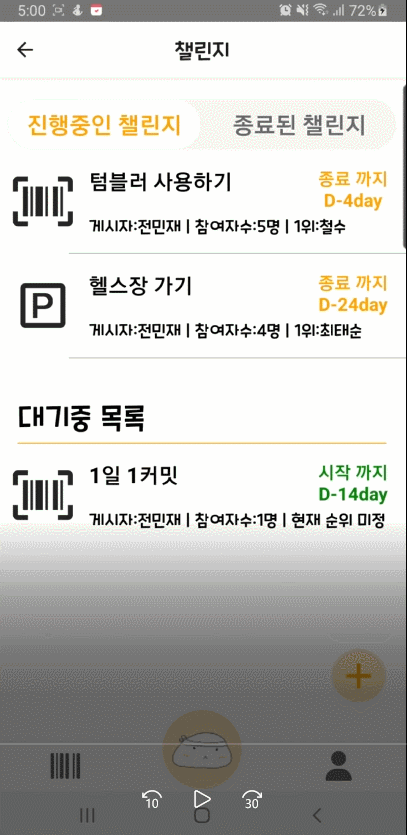 5:00 72%
챌린지
진행중인 챌린지 종료된 챌린지
텀블러 사용하기
종료 까지
D-4day
게시자:전민재 | 참여자수:5명 | 1위:철수
P
헬스장 가기
종료 까지
D-24day
게시자:전민재 | 참여자수:4명 | 1위:최태순
대기중 목록
1일 1커밋
시작 까지
D-14day
게시자:전민재 | 참여자수:1명 | 현재 순위 미정
10 30